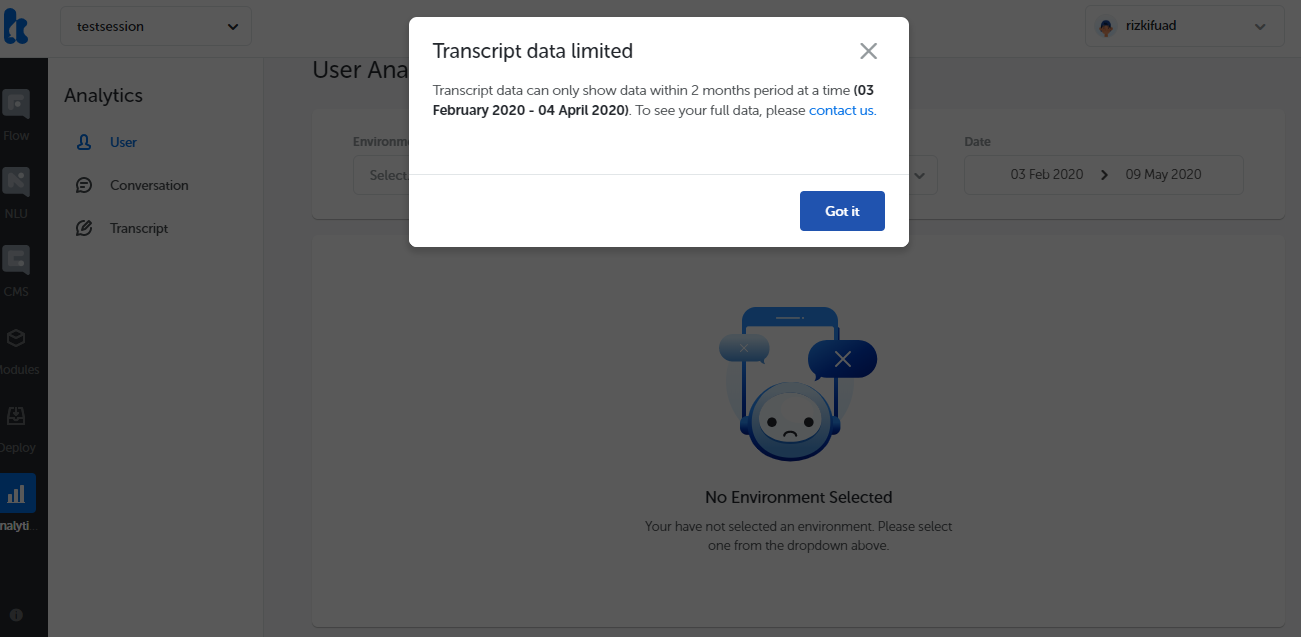 testsession
rizkifuad
Transcript data limited
Transcript data can only show data within 2 months period at a time (03
February 2020 - 04 April 2020). To see your full data, please contact us.
Got it
Flow
NLU
CMS
Modules
Deploy
nalyti...
Analytics
User
Conversation
Transcript
User Ana
Environm
Select
Date
03 Feb 2020 09 May 2020
No Environment Selected
Your have not selected an environment. Please select
one from the dropdown above.